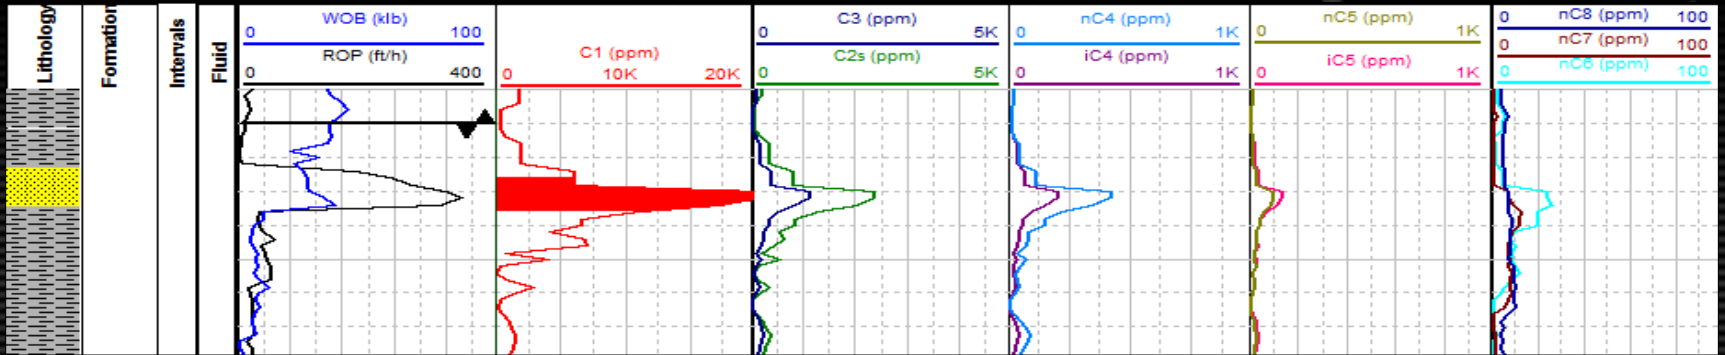 Lithology
Formation
Intervals
Fluid
WOB (klb)
0 100
ROP (ft/h)
0 400
C1 (ppm)
0 10K 20K
C3 (ppm)
0 5K
C2s (ppm)
0 5K
nC4 (ppm)
0 1K
iC4 (ppm)
0 1K
nC5 (ppm)
0 1K
iC5 (ppm)
0 1K
0 nC8 (ppm) 100
0 nC7 (ppm) 100
0 nC6 (ppm) 100